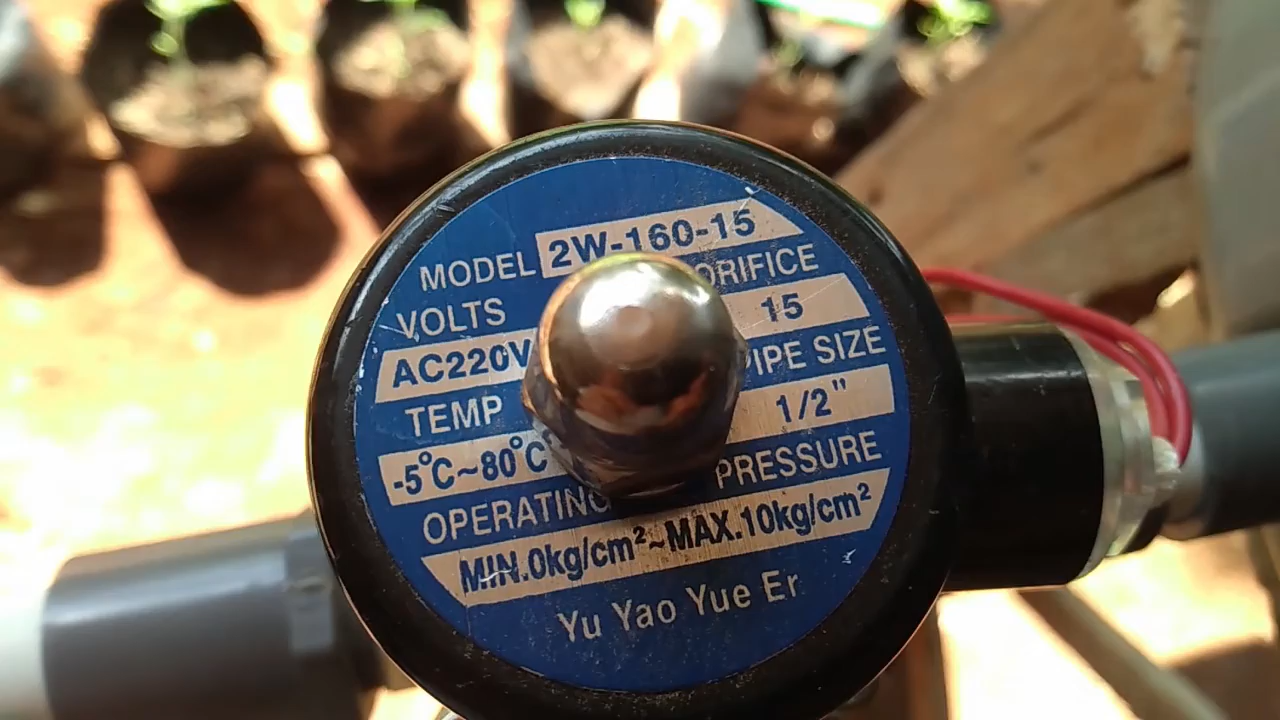 MODEL 2W-160-15
VOLTS ORIFICE
AC220V 15
TEMP PIPE SIZE
-5°C~80°C 1/2"
OPERATING PRESSURE
MIN.0kg/cm²~MAX.10kg/cm²
Yu Yao Yue Er